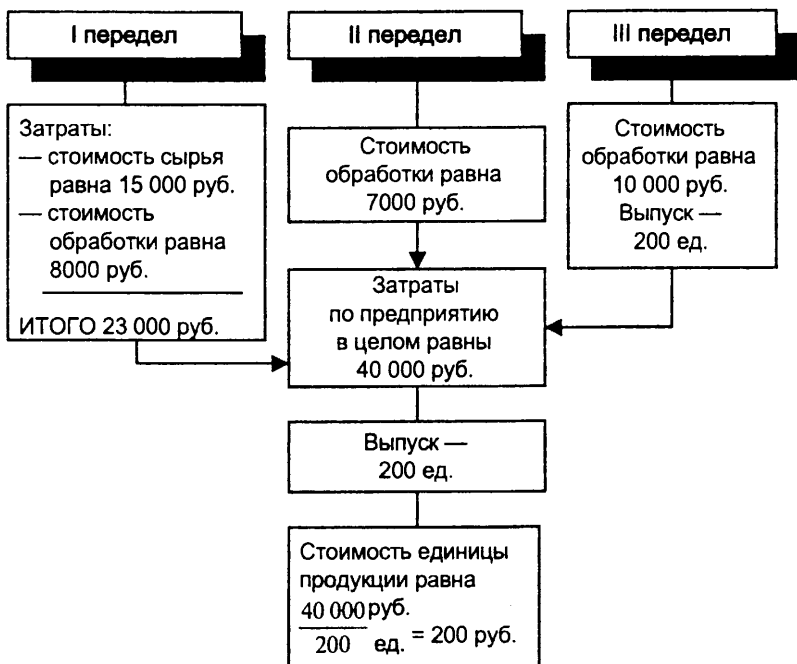 I передел
II передел
III передел
Затраты:
— стоимость сырья
равна 15 000 руб.
— стоимость
обработки равна
8000 руб.
ИТОГО 23 000 руб.
Стоимость
обработки равна
7000 руб.
Стоимость
обработки равна
10 000 руб.
Выпуск —
200 ед.
Затраты
по предприятию
в целом равны
40 000 руб.
Выпуск —
200 ед.
Стоимость единицы
продукции равна
40 000 руб.
200 ед. = 200 руб.